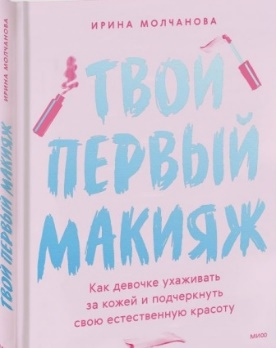 ИРИНА МОЛЧАНОВА
ТВОЙ
ПЕРВЫЙ
МАКИЯЖ
Как девочке ухаживать
за кожей и подчеркнуть
свою естественную красоту
МИФ
ТВОЙ ПЕРВЫЙ МАКИЯЖ
ИРИНА МОЛЧАНОВА